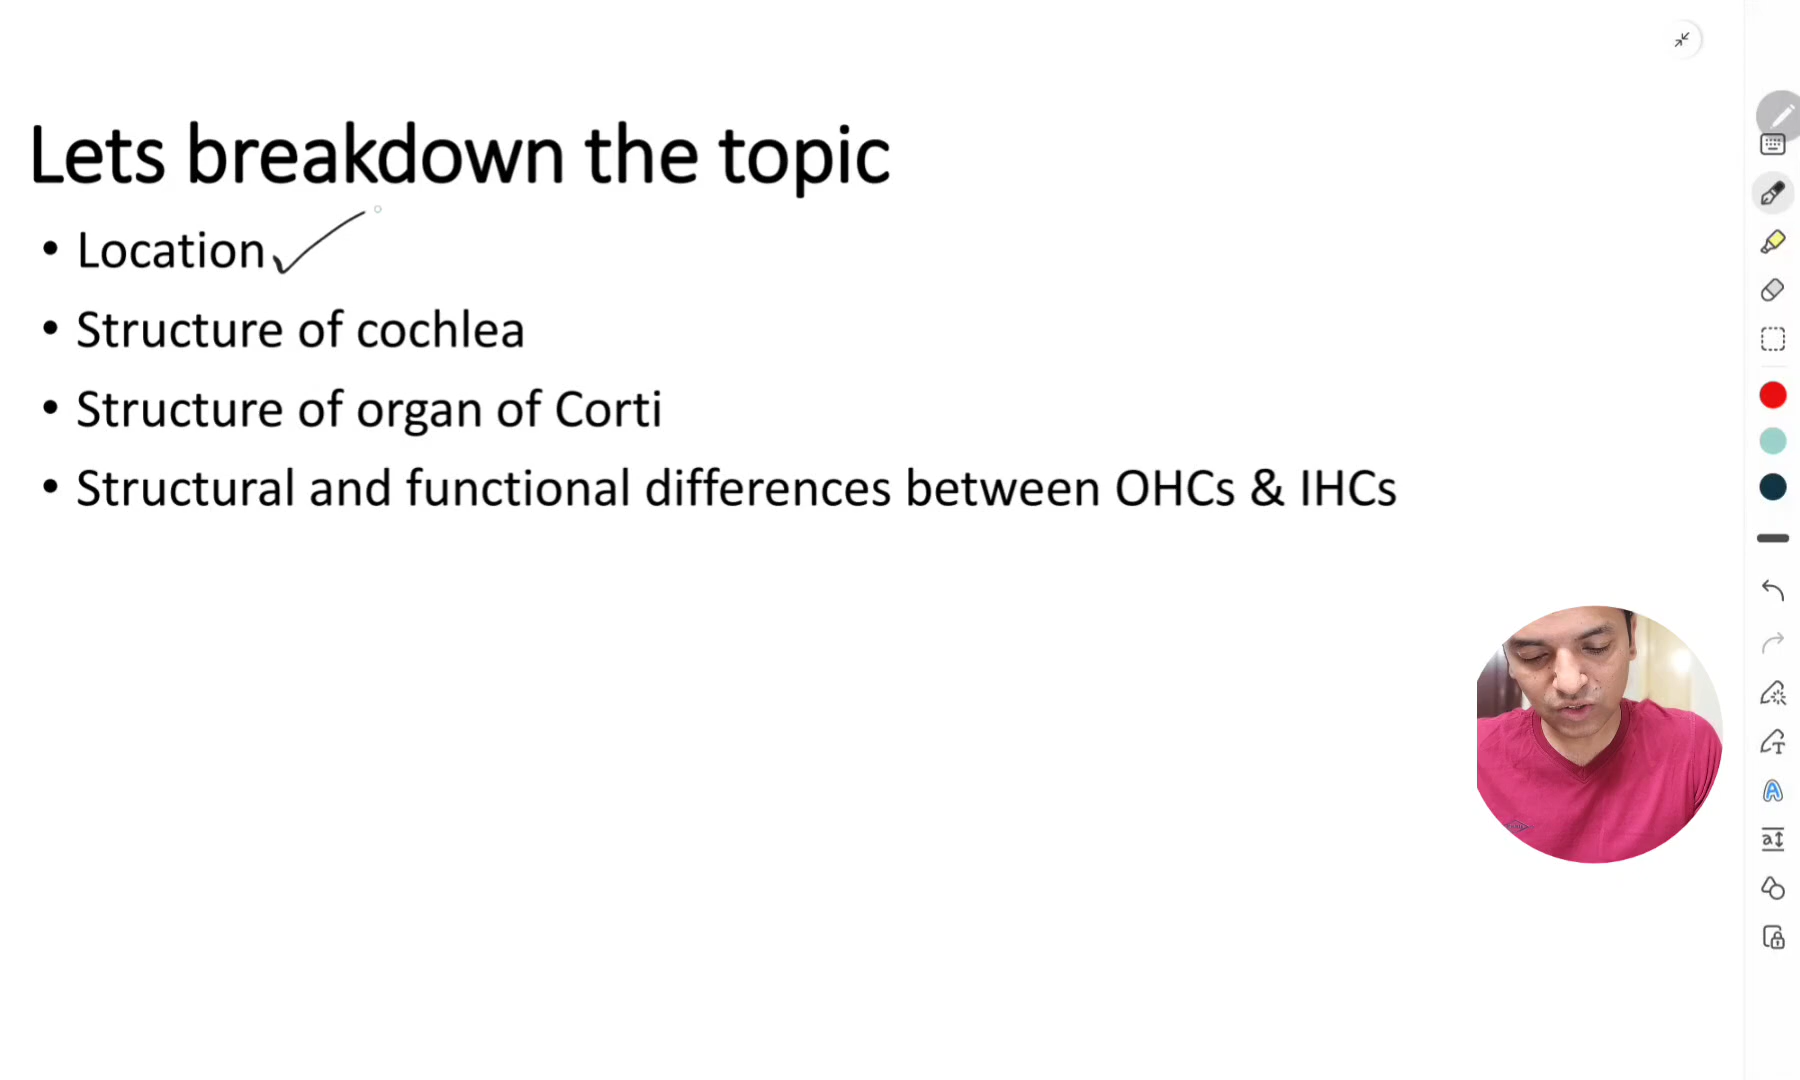 Lets breakdown the topic
• Location
• Structure of cochlea
• Structure of organ of Corti
• Structural and functional differences between OHCs & IHCs